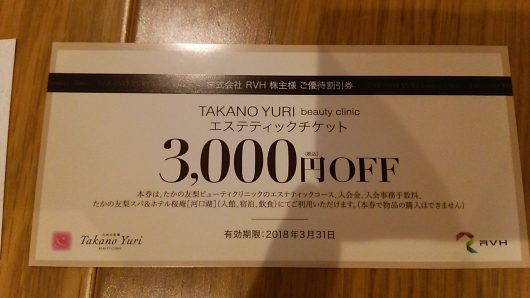 株式会社 RVH 株主様 ご優待割引券
TAKANO YURI beauty clinic
エステティックチケット
(税込)
3,000円OFF
本券は、たかの友梨ビューティクリニックのエステティックコース、入会金、入会事務手数料、
たかの友梨スパ&ホテル桜庵[河口湖](入館、宿泊、飲食)にてご利用いただけます。(本券で物品の購入はできません)
有効期限：2018年3月31日
Takano Yuri
BEAUTY CLINIC
RVH